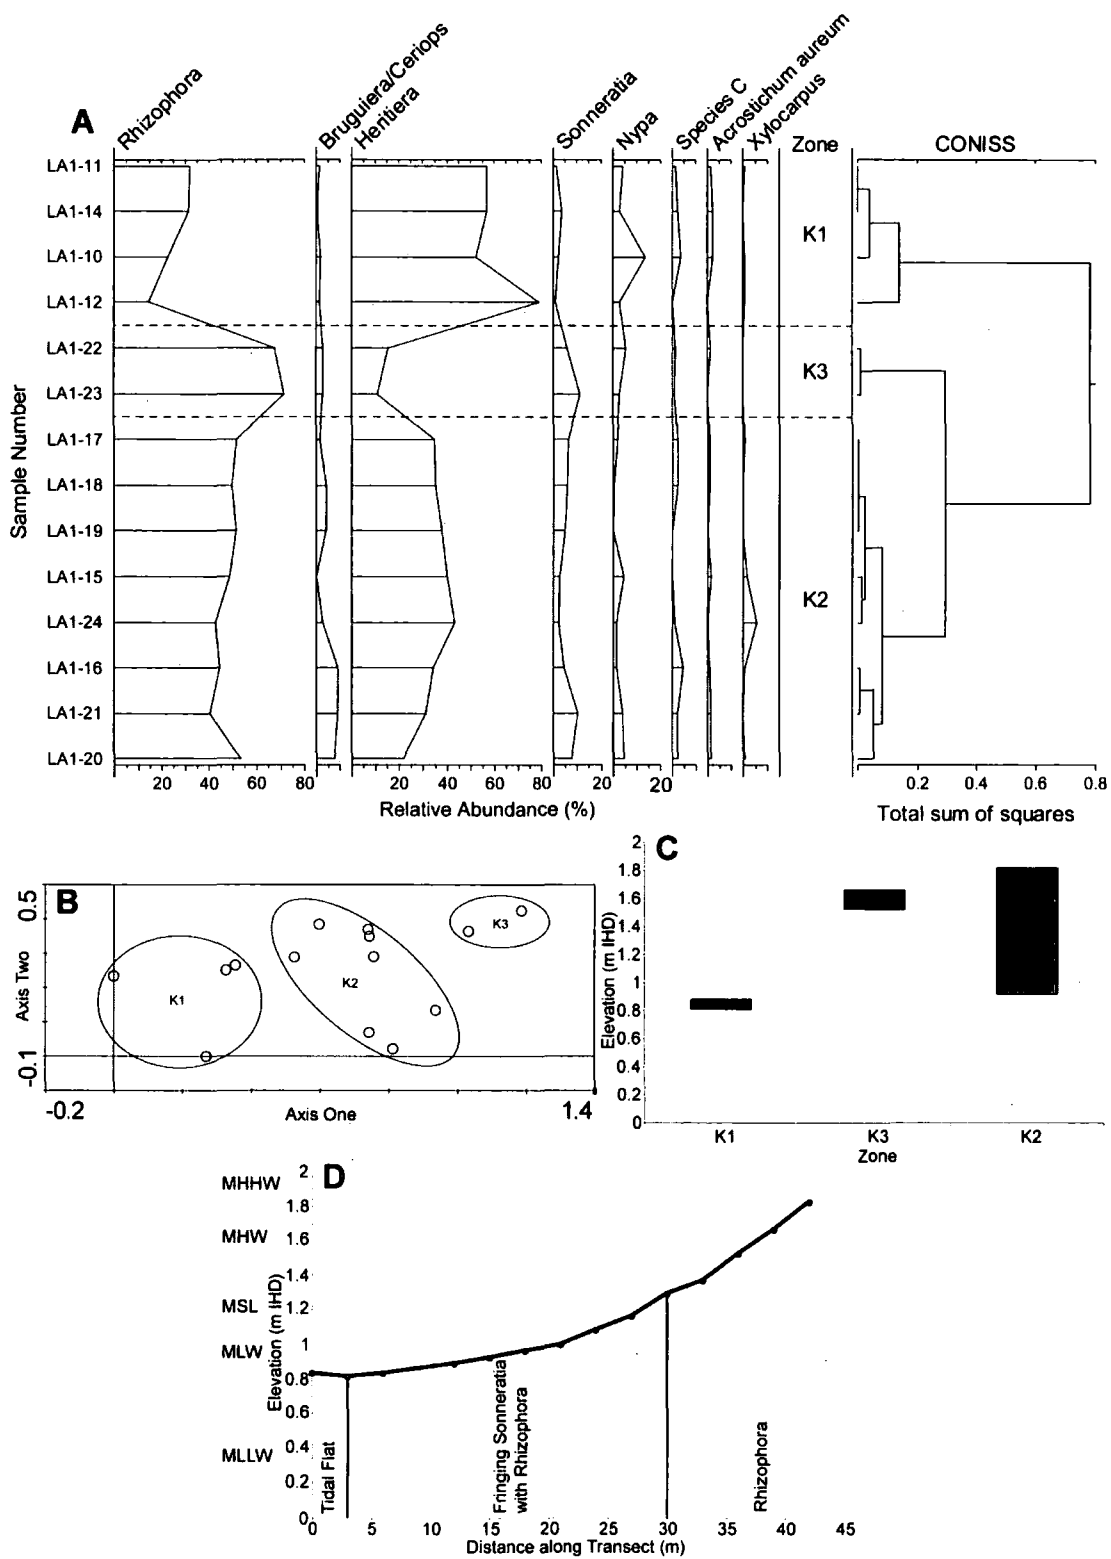 A
Rhizophora
Bruguiera/Ceriops
Heritiera
Sonneratia
Nypa
Species C
Acrostichum aureum
Xylocarpus
Zone
CONISS
LA1-11
LA1-14
LA1-10
LA1-12
LA1-22
LA1-23
LA1-17
LA1-18
LA1-19
LA1-15
LA1-24
LA1-16
LA1-21
LA1-20
Sample Number
K1
K3
K2
20 40 60 80
20 40 60 80
20
20
0.2 0.4 0.6 0.8
Relative Abundance (%)
Total sum of squares
B
0.5
Axis Two
-0.1
K1
K2
K3
-0.2
Axis One
1.4
C
2
1.8
1.6
1.4
1.2
1
0.8
0.6
0.4
0.2
0
Elevation (m IHD)
K1 K3 K2
Zone
D
MHHW
MHW
MSL
MLW
MLLW
Elevation (m IHD)
2
1.8
1.6
1.4
1.2
1
0.8
0.6
0.4
0.2
0
Tidal Flat
Fringing Sonneratia
with Rhizophora
Rhizophora
0 5 10 15 20 25 30 35 40 45
Distance along Transect (m)